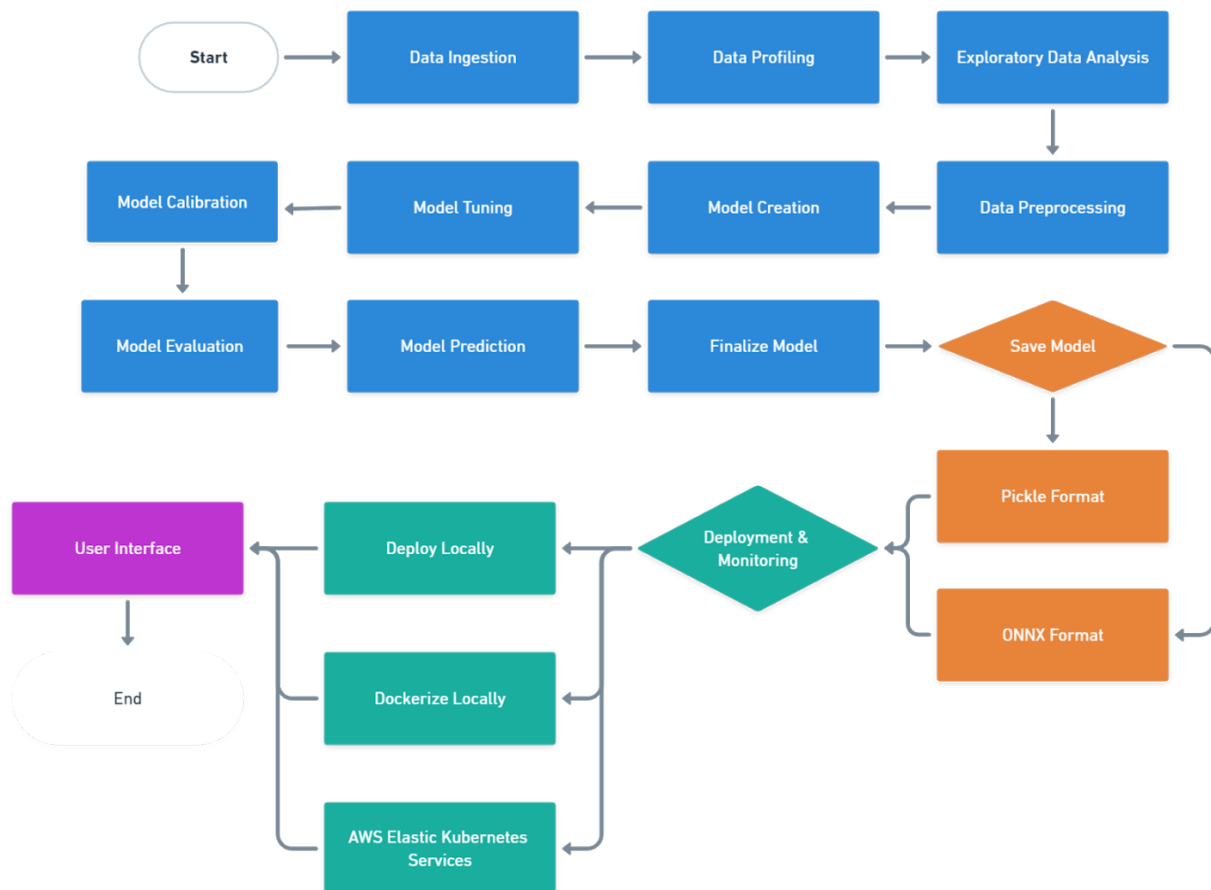 Start
Data Ingestion
Data Profiling
Exploratory Data Analysis
Model Calibration
Model Tuning
Model Creation
Data Preprocessing
Model Evaluation
Model Prediction
Finalize Model
Save Model
Pickle Format
User Interface
Deploy Locally
Deployment &
Monitoring
ONNX Format
End
Dockerize Locally
AWS Elastic Kubernetes
Services